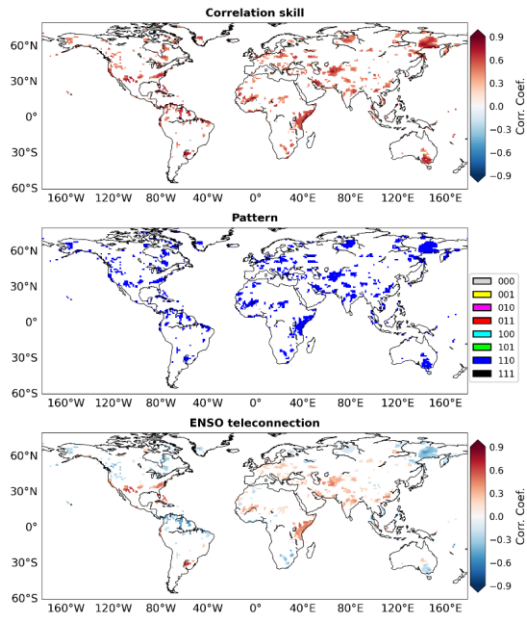 Correlation skill
60°N
30°N
0°
30°S
60°S
160°W 120°W 80°W 40°W 0° 40°E 80°E 120°E 160°E
0.9
0.6
0.3
0.0
−0.3
−0.6
−0.9
Corr. Coef.
Pattern
60°N
30°N
0°
30°S
60°S
160°W 120°W 80°W 40°W 0° 40°E 80°E 120°E 160°E
000
001
010
011
100
101
110
111
ENSO teleconnection
60°N
30°N
0°
30°S
60°S
160°W 120°W 80°W 40°W 0° 40°E 80°E 120°E 160°E
0.9
0.6
0.3
0.0
−0.3
−0.6
−0.9
Corr. Coef.